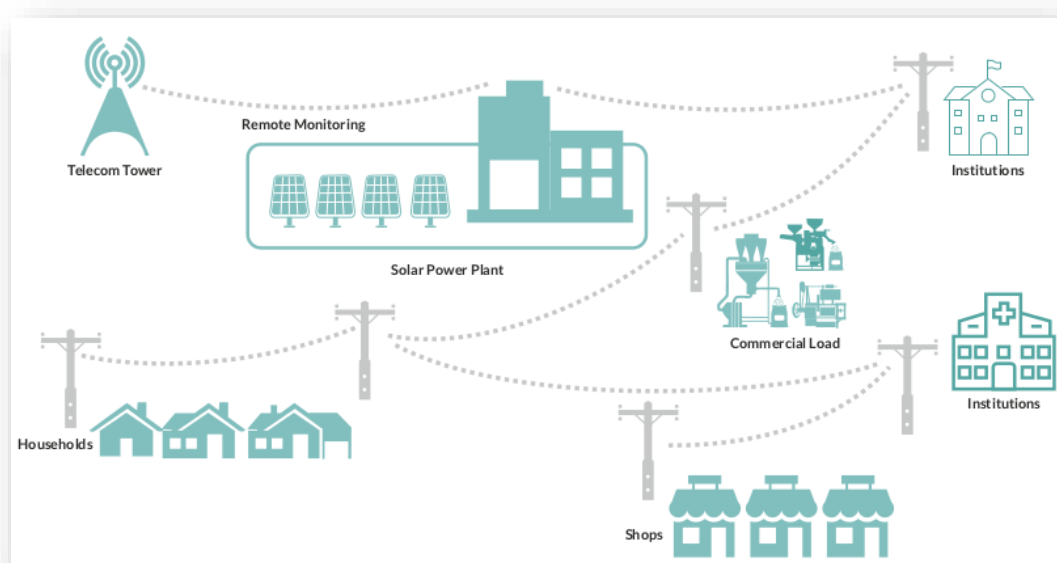 Remote Monitoring
Telecom Tower
Institutions
Solar Power Plant
Commercial Load
Institutions
Households
Shops